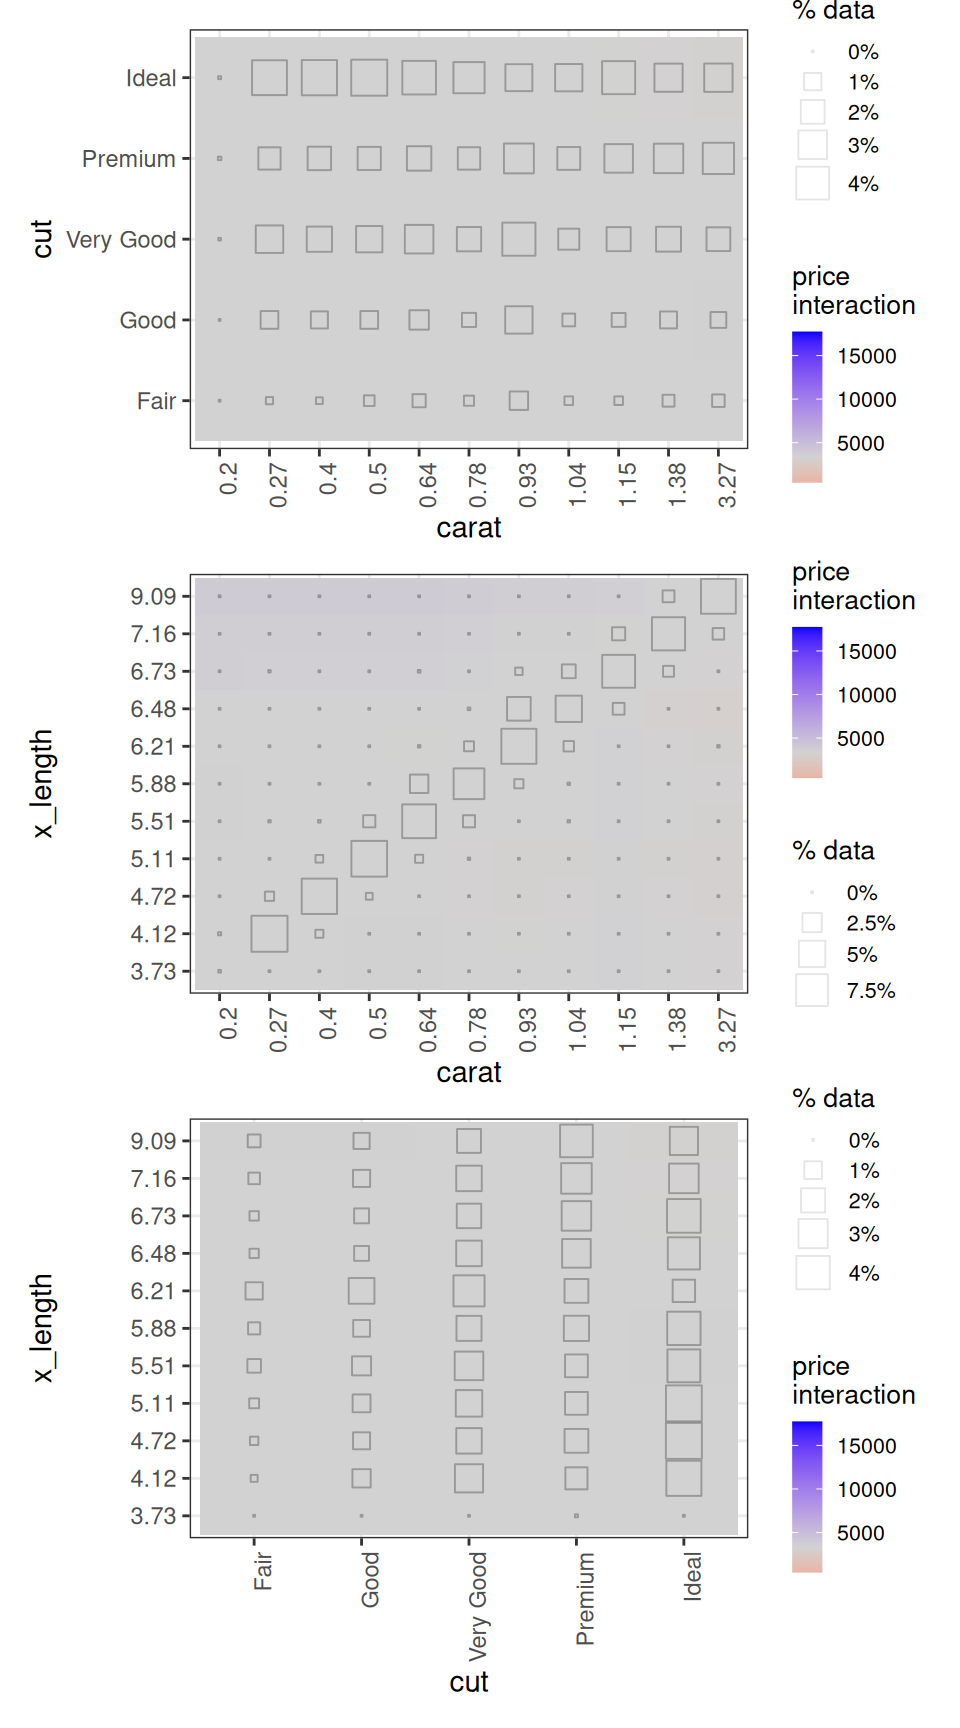 % data
0%
1%
2%
3%
4%
price
interaction
15000
10000
5000
cut
Ideal
Premium
Very Good
Good
Fair
0.2
0.27
0.4
0.5
0.64
0.78
0.93
1.04
1.15
1.38
3.27
carat
price
interaction
15000
10000
5000
% data
0%
2.5%
5%
7.5%
x_length
9.09
7.16
6.73
6.48
6.21
5.88
5.51
5.11
4.72
4.12
3.73
0.2
0.27
0.4
0.5
0.64
0.78
0.93
1.04
1.15
1.38
3.27
carat
% data
0%
1%
2%
3%
4%
price
interaction
15000
10000
5000
x_length
9.09
7.16
6.73
6.48
6.21
5.88
5.51
5.11
4.72
4.12
3.73
Fair
Good
Very Good
Premium
Ideal
cut